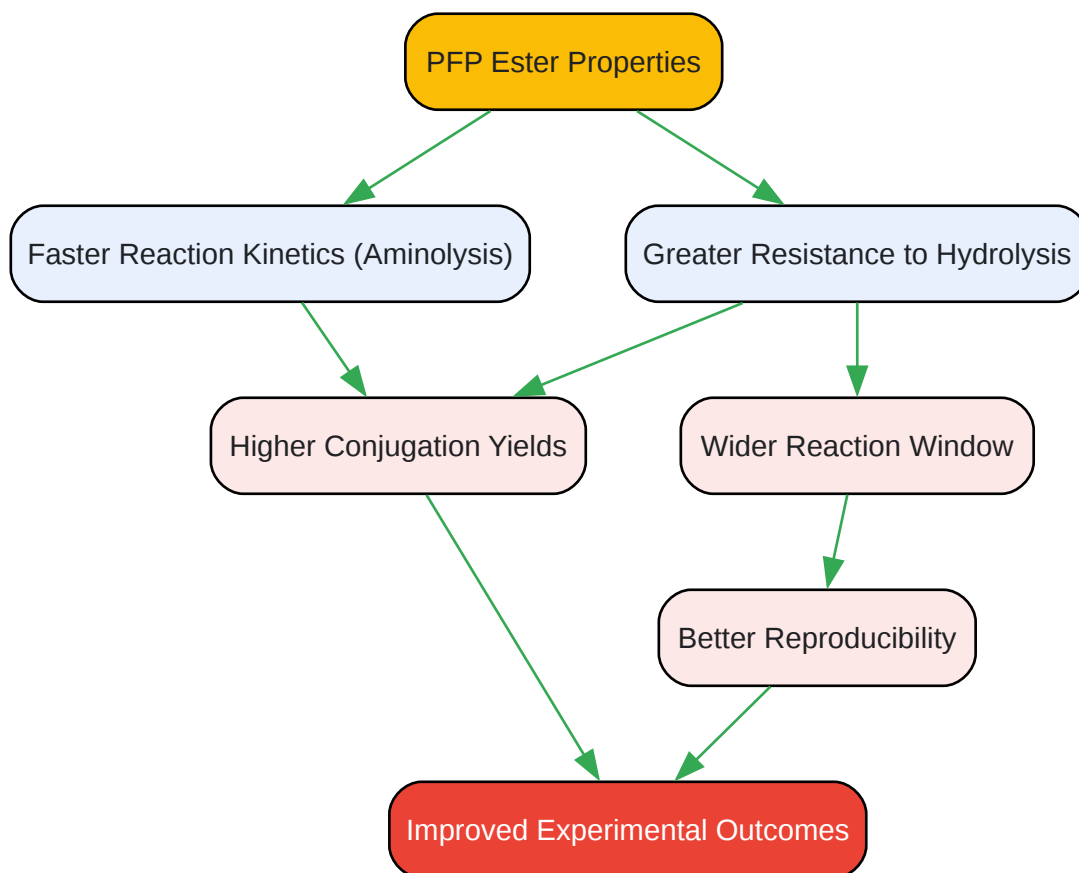 PFP Ester Properties
Faster Reaction Kinetics (Aminolysis)
Greater Resistance to Hydrolysis
Higher Conjugation Yields
Wider Reaction Window
Better Reproducibility
Improved Experimental Outcomes